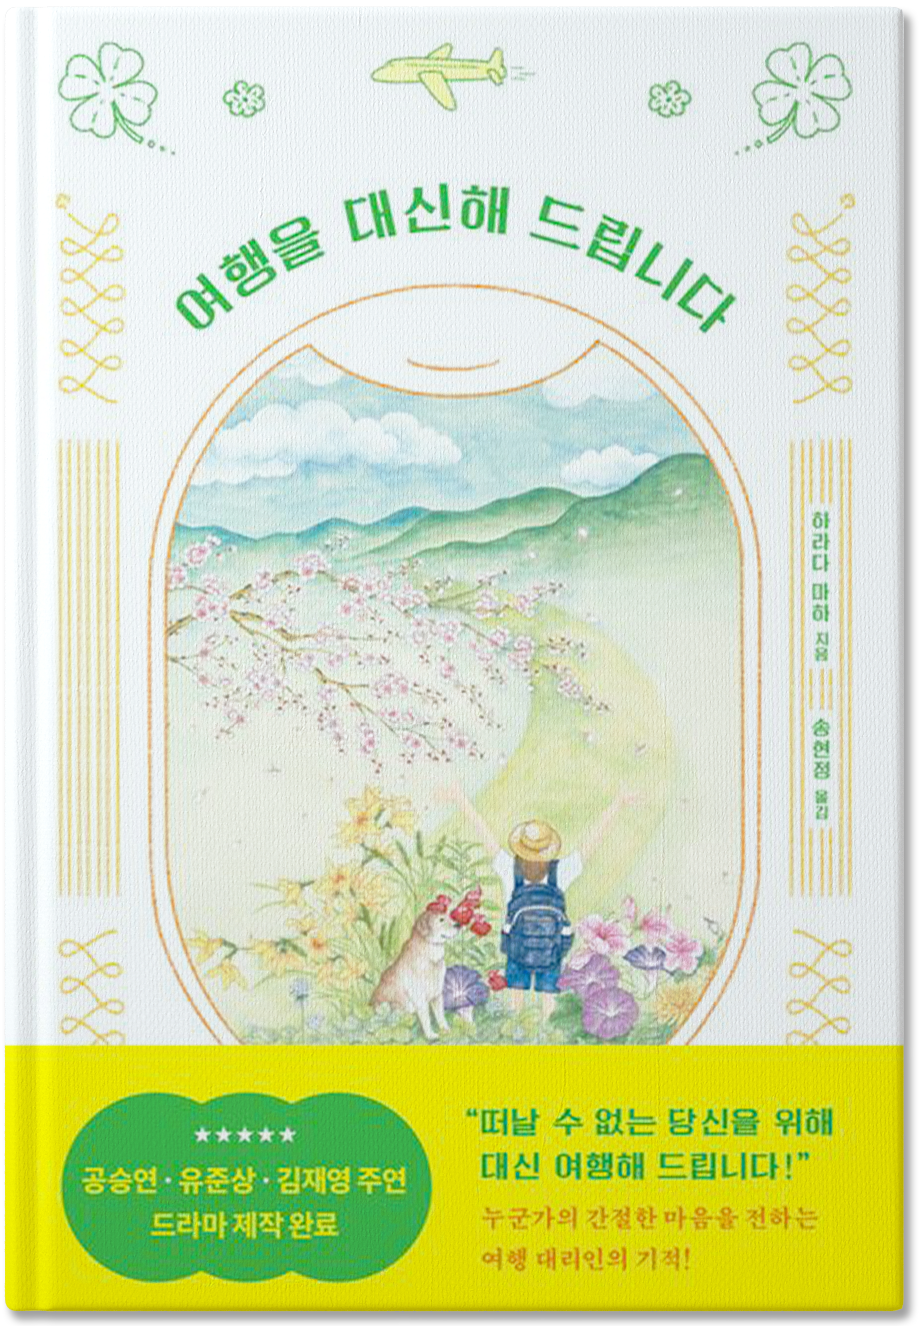 여행을 대신해 드립니다
하라다 마하 지음
송현정 옮김
★★★★★
공승연·유준상·김재영 주연
드라마 제작 완료
“떠날 수 없는 당신을 위해
대신 여행해 드립니다!”
누군가의 간절한 마음을 전하는
여행 대리인의 기적!